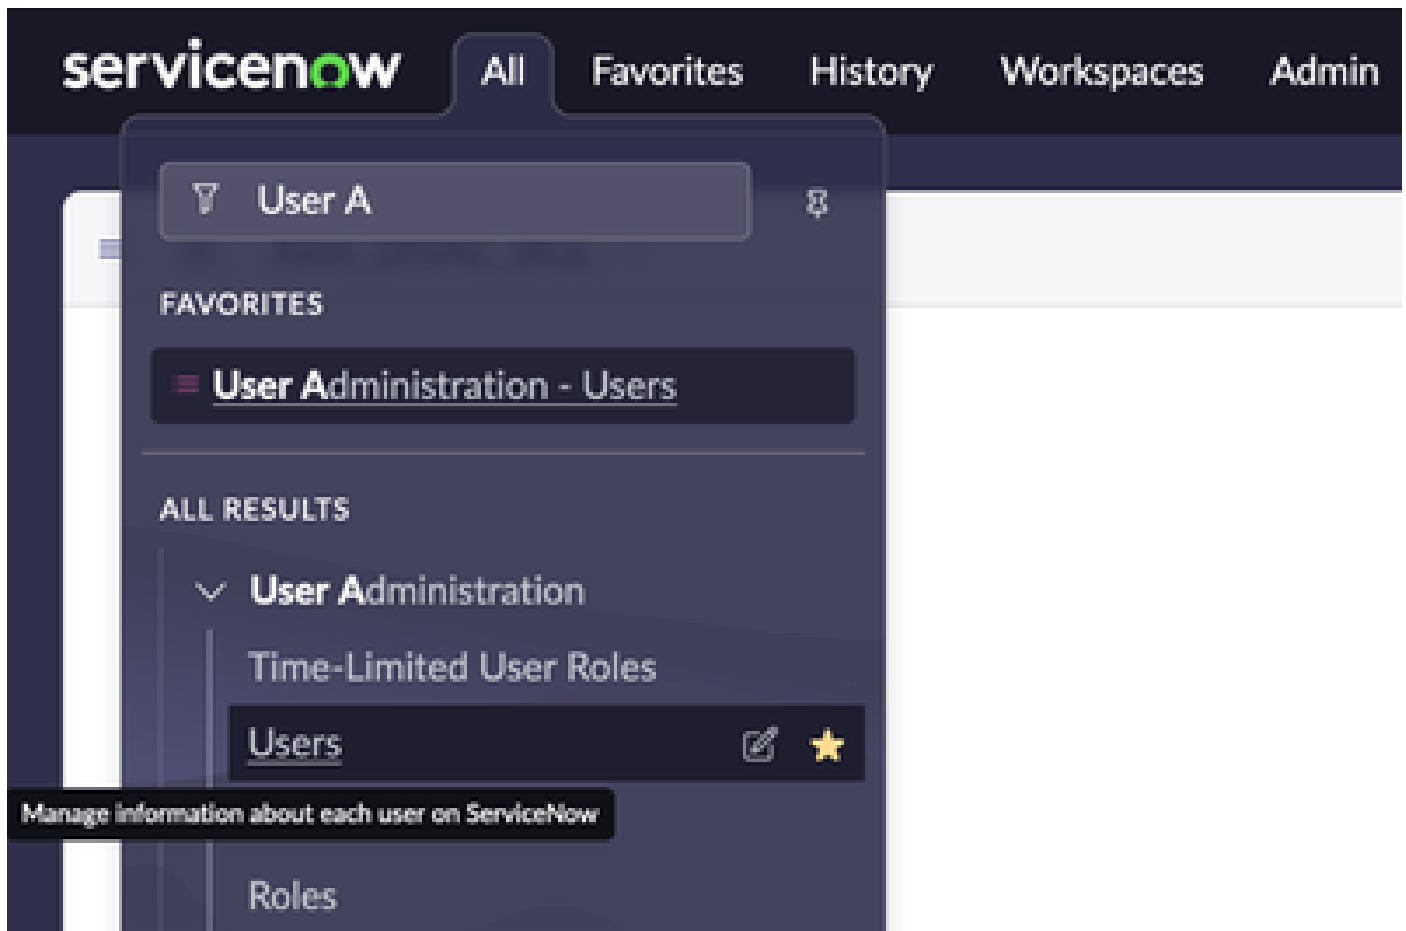 servicenow All Favorites History Workspaces Admin
User A
FAVORITES
User Administration - Users
ALL RESULTS
User Administration
Time-Limited User Roles
Users
Manage information about each user on ServiceNow
Roles